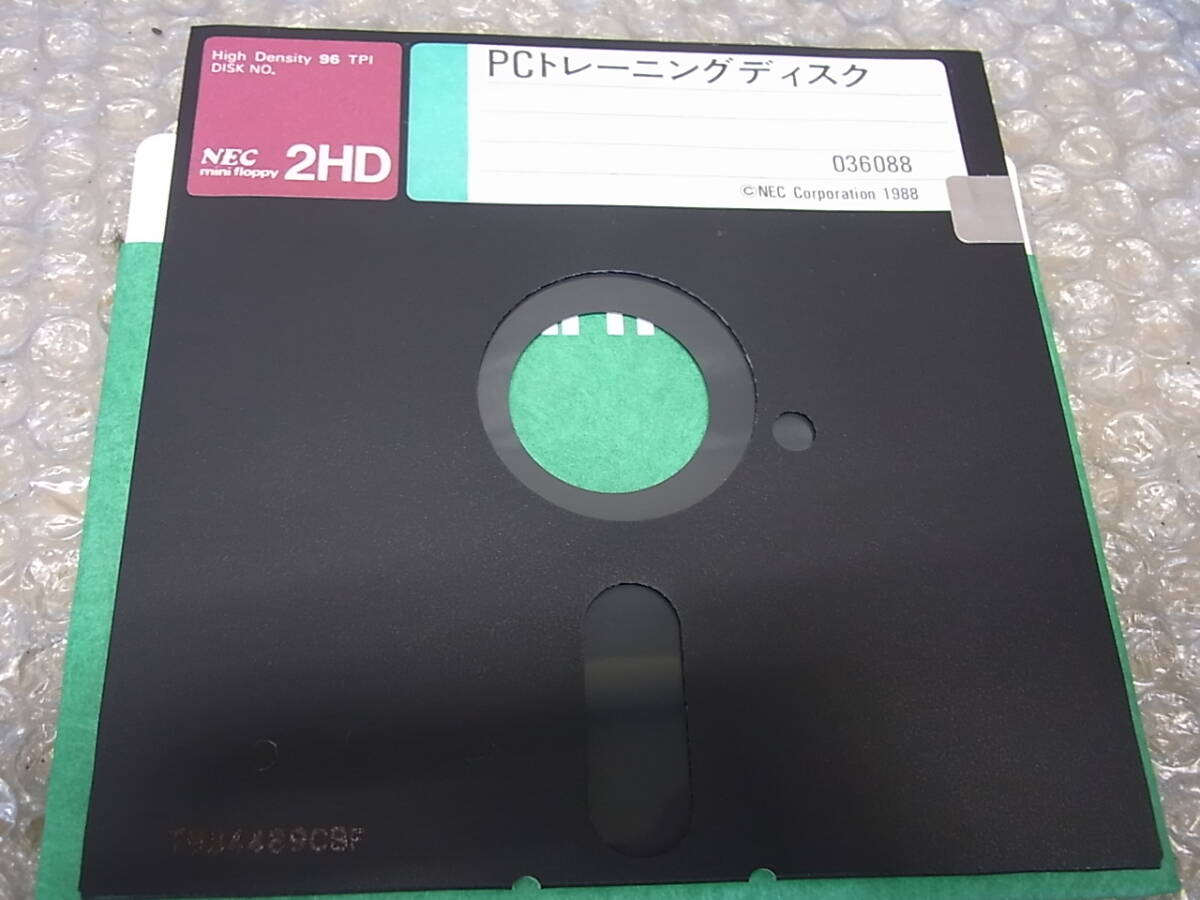 High Density 96 TPI
DISK NO.
NEC
mini floppy 2HD
PCトレーニングディスク
036088
©NEC Corporation 1988